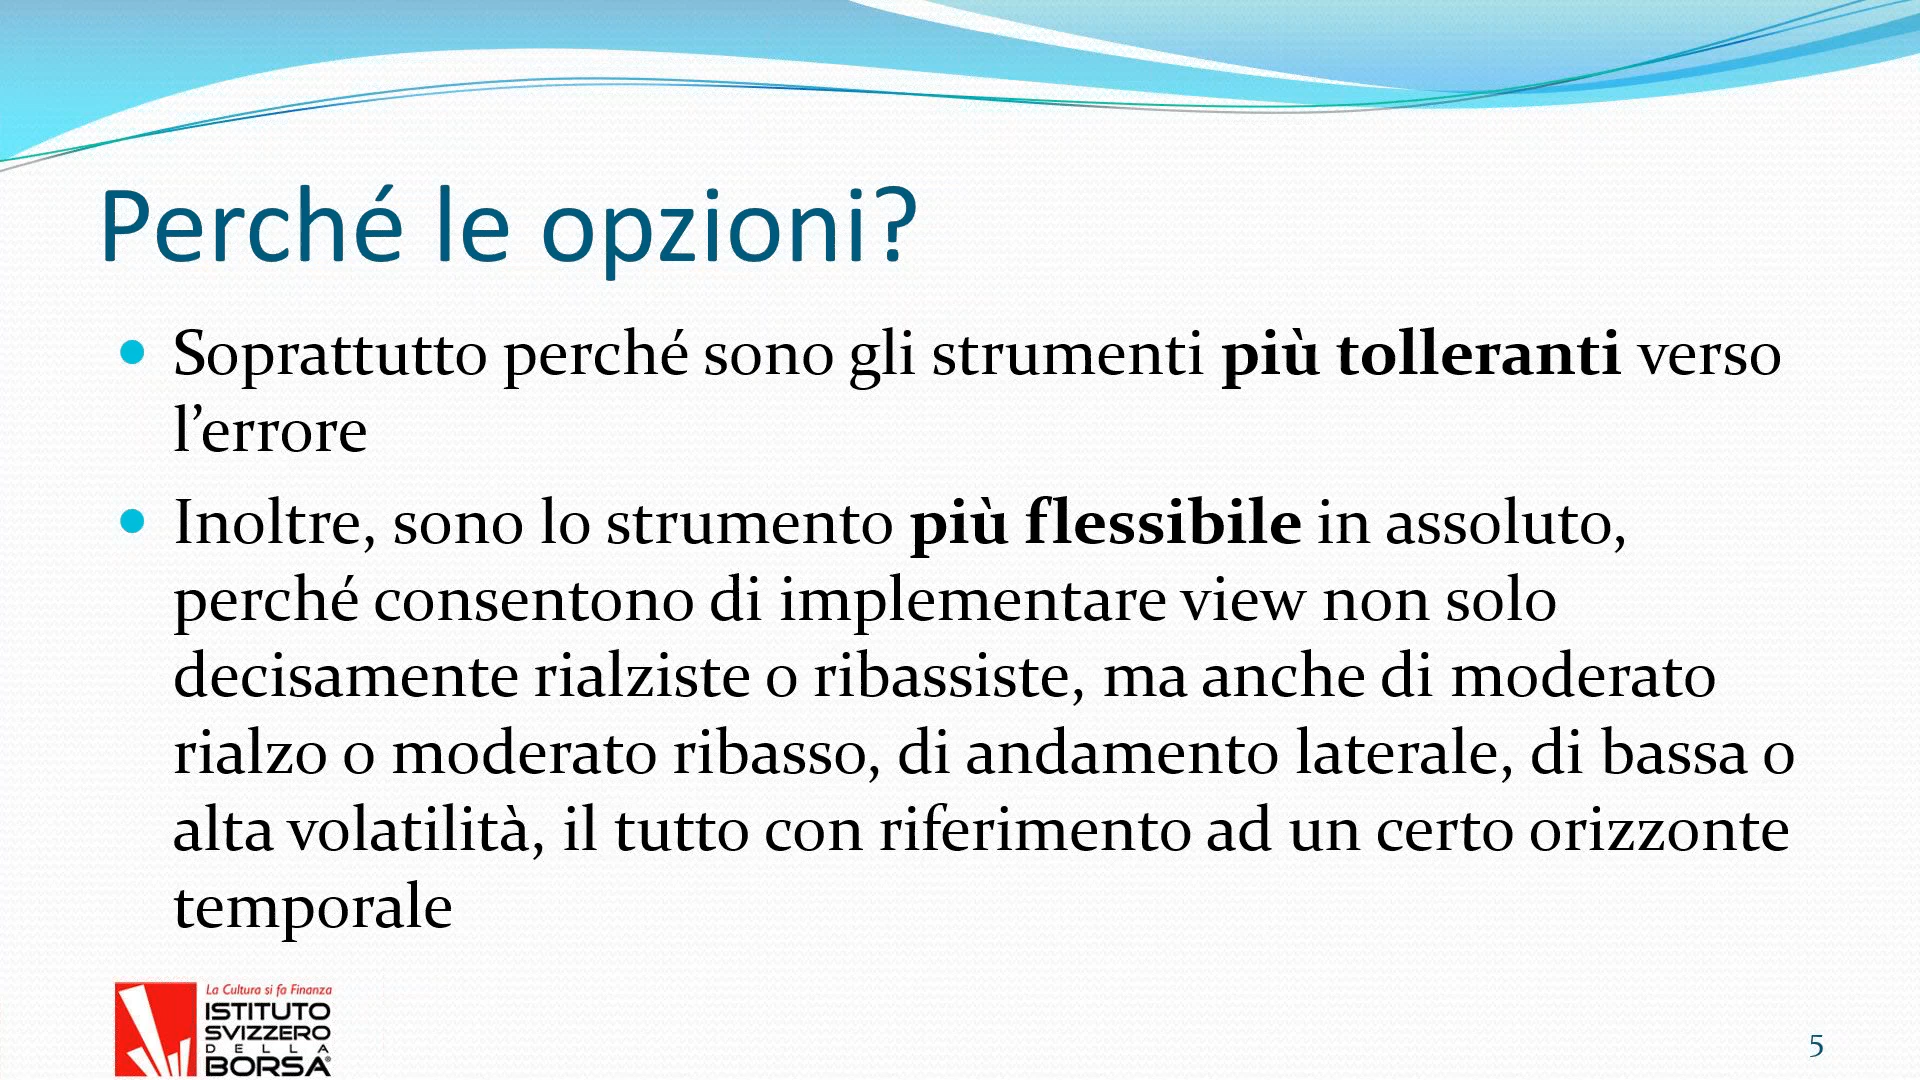 Perché le opzioni?
Soprattutto perché sono gli strumenti più tolleranti verso
l’errore
Inoltre, sono lo strumento più flessibile in assoluto,
perché consentono di implementare view non solo
decisamente rialziste o ribassiste, ma anche di moderato
rialzo o moderato ribasso, di andamento laterale, di bassa o
alta volatilità, il tutto con riferimento ad un certo orizzonte
temporale
La Cultura si fa Finanza
ISTITUTO
SVIZZERO
DELLA
BORSA®
5